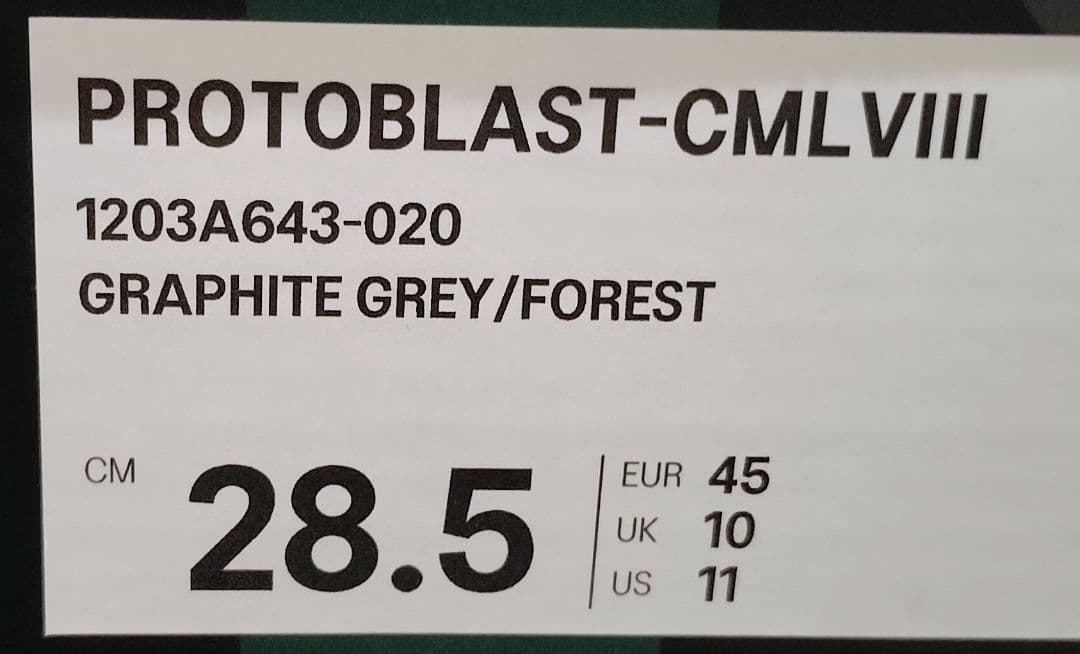 PROTOBLAST-CMLVIII
1203A643-020
GRAPHITE GREY/FOREST
CM 28.5
EUR 45
UK 10
US 11